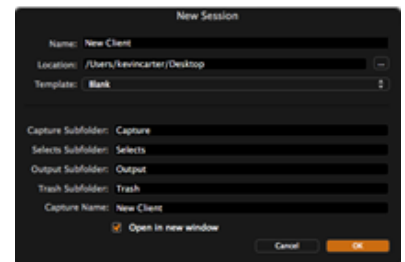 New Session
Name: New Client
Location: /Users/kevincarter/Desktop ...
Template: Blank
Capture Subfolder: Capture
Selects Subfolder: Selects
Output Subfolder: Output
Trash Subfolder: Trash
Capture Name: New Client
Open in new window
Cancel OK